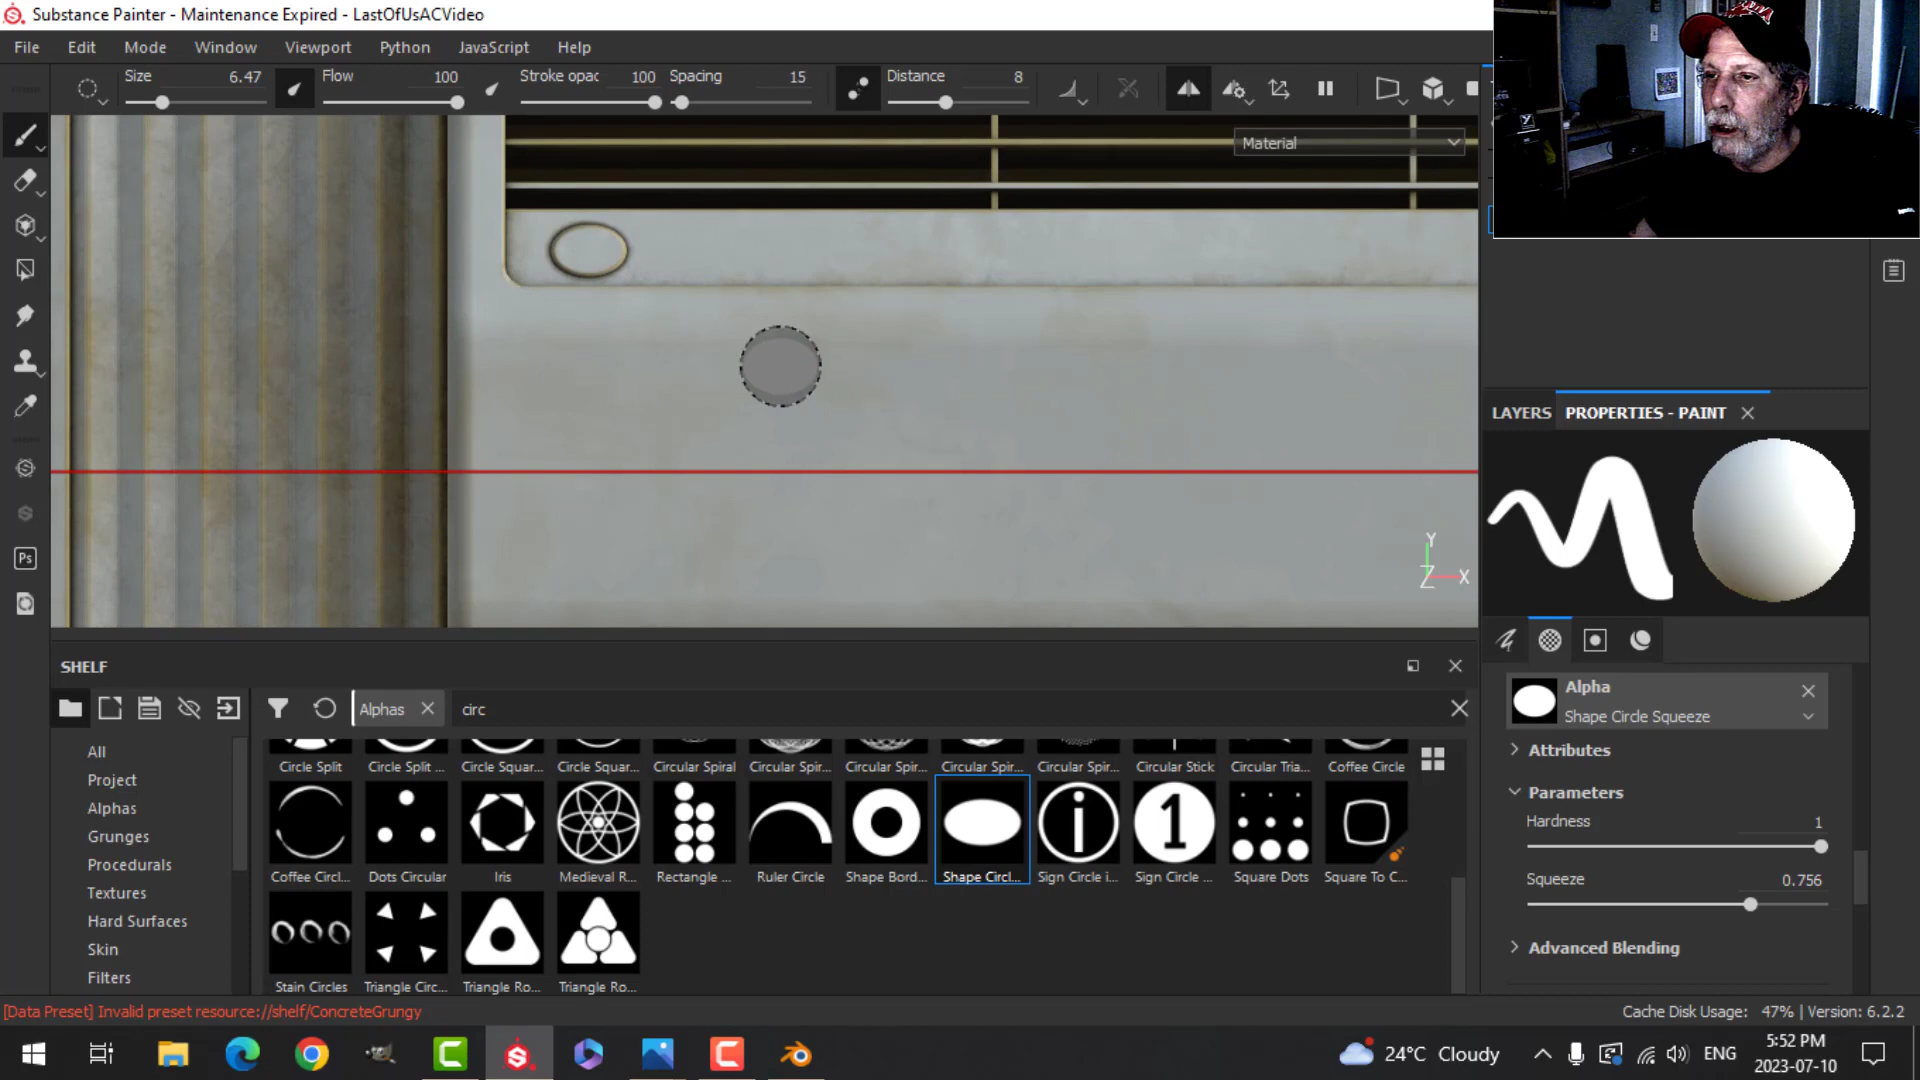 Substance Painter - Maintenance Expired - LastOfUsACVideo
File Edit Mode Window Viewport Python JavaScript Help
Size 6.47 Flow 100 Stroke opac 100 Spacing 15 Distance 8
Material
Y
Z X
LAYERS PROPERTIES - PAINT
Ps
SHELF
Alpha
Shape Circle Squeeze
Alphas circ
Attributes
All
Project
Alphas
Grunges
Procedurals
Textures
Hard Surfaces
Skin
Filters
Circle Split Circle Split ... Circle Squar... Circle Squar... Circular Spiral Circular Spir... Circular Spir... Circular Spir... Circular Spir... Circular Stick Circular Tria... Coffee Circle
Coffee Circl... Dots Circular Iris Medieval R... Rectangle ... Ruler Circle Shape Bord... Shape Circl... Sign Circle i... Sign Circle ... Square Dots Square To C...
Stain Circles Triangle Circ... Triangle Ro... Triangle Ro...
Parameters
Hardness 1
Squeeze 0.756
Advanced Blending
[Data Preset] Invalid preset resource://shelf/ConcreteGrungy
Cache Disk Usage: 47% | Version: 6.2.2
24°C Cloudy
ENG
5:52 PM
2023-07-10